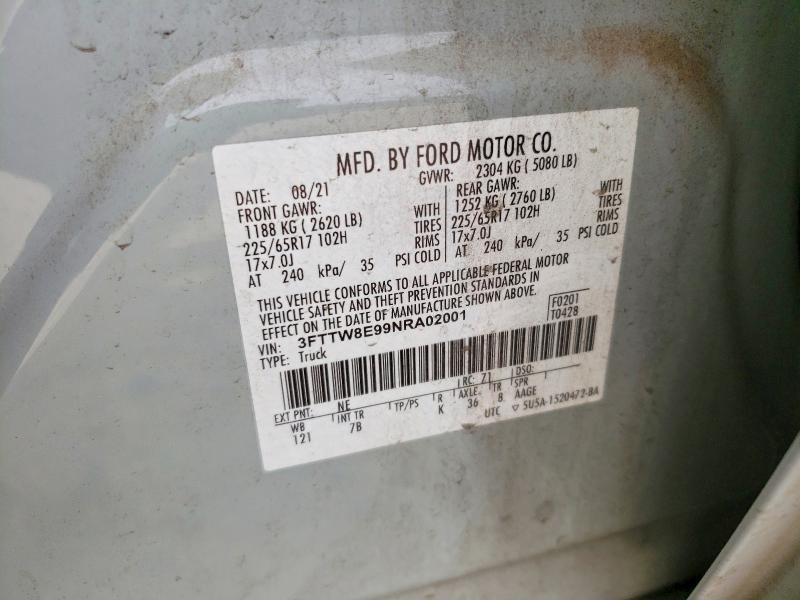 MFD. BY FORD MOTOR CO.
DATE: 08/21 GVWR: 2304 KG ( 5080 LB)
FRONT GAWR: REAR GAWR:
1188 KG ( 2620 LB) WITH 1252 KG ( 2760 LB) WITH
225/65R17 102H TIRES 225/65R17 102H TIRES
17x7.0J RIMS 17x7.0J RIMS
AT 240 kPa/ 35 PSI COLD AT 240 kPa/ 35 PSI COLD
THIS VEHICLE CONFORMS TO ALL APPLICABLE FEDERAL MOTOR
VEHICLE SAFETY AND THEFT PREVENTION STANDARDS IN
EFFECT ON THE DATE OF MANUFACTURE SHOWN ABOVE.
VIN: 3FTTW8E99NRA02001 F0201
TYPE: Truck T0428
RC: 71 DSO:
EXT PNT: NE TP/PS R AXLE TR SPR
WB INT TR K 36 8 AAGE
121 7B UTC ▽ 5U5A-1520472-BA